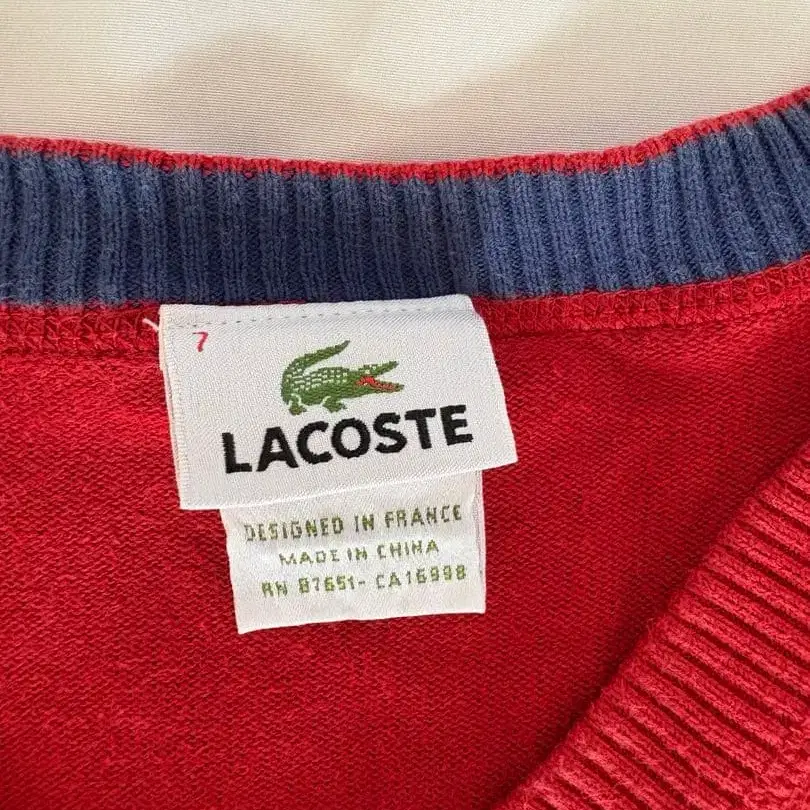 7
LACOSTE
DESIGNED IN FRANCE
MADE IN CHINA
RN 87651- CA16998